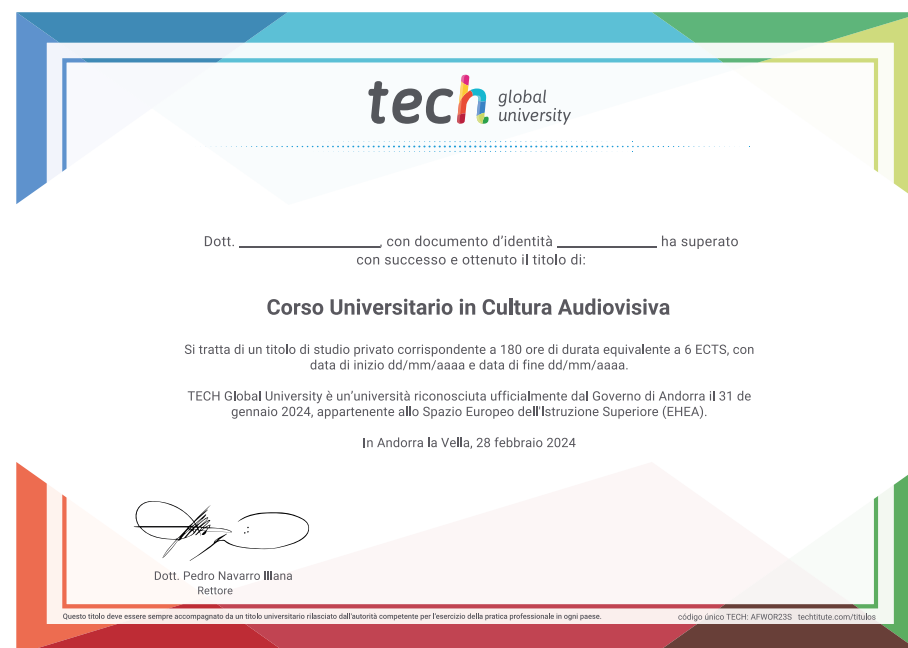 tech global university
Dott. ________________, con documento d'identità ____________ ha superato
con successo e ottenuto il titolo di:
Corso Universitario in Cultura Audiovisiva
Si tratta di un titolo di studio privato corrispondente a 180 ore di durata equivalente a 6 ECTS, con
data di inizio dd/mm/aaaa e data di fine dd/mm/aaaa.
TECH Global University è un'università riconosciuta ufficialmente dal Governo di Andorra il 31 de
gennaio 2024, appartenente allo Spazio Europeo dell'Istruzione Superiore (EHEA).
In Andorra la Vella, 28 febbraio 2024
Dott. Pedro Navarro Illana
Rettore
Questo titolo deve essere sempre accompagnato da un titolo universitario rilasciato dall'autorità competente per l'esercizio della pratica professionale in ogni paese.
código único TECH: AFWOR23S techtitute.com/titulos